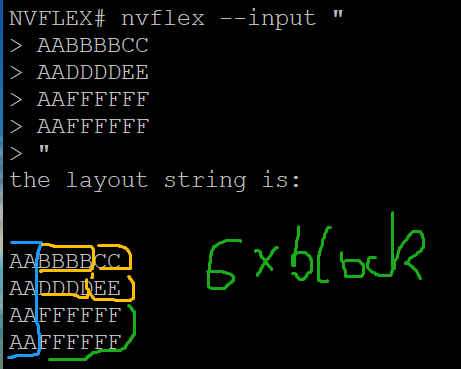 NVFLEX# nvflex --input "
> AABBBBCC
> AADDDDEE
> AAFFFFFF
> AAFFFFFF
> "
the layout string is:
AABBBBCC
AADDDDEE
AAFFFFFF
AAFFFFFF
6xblock